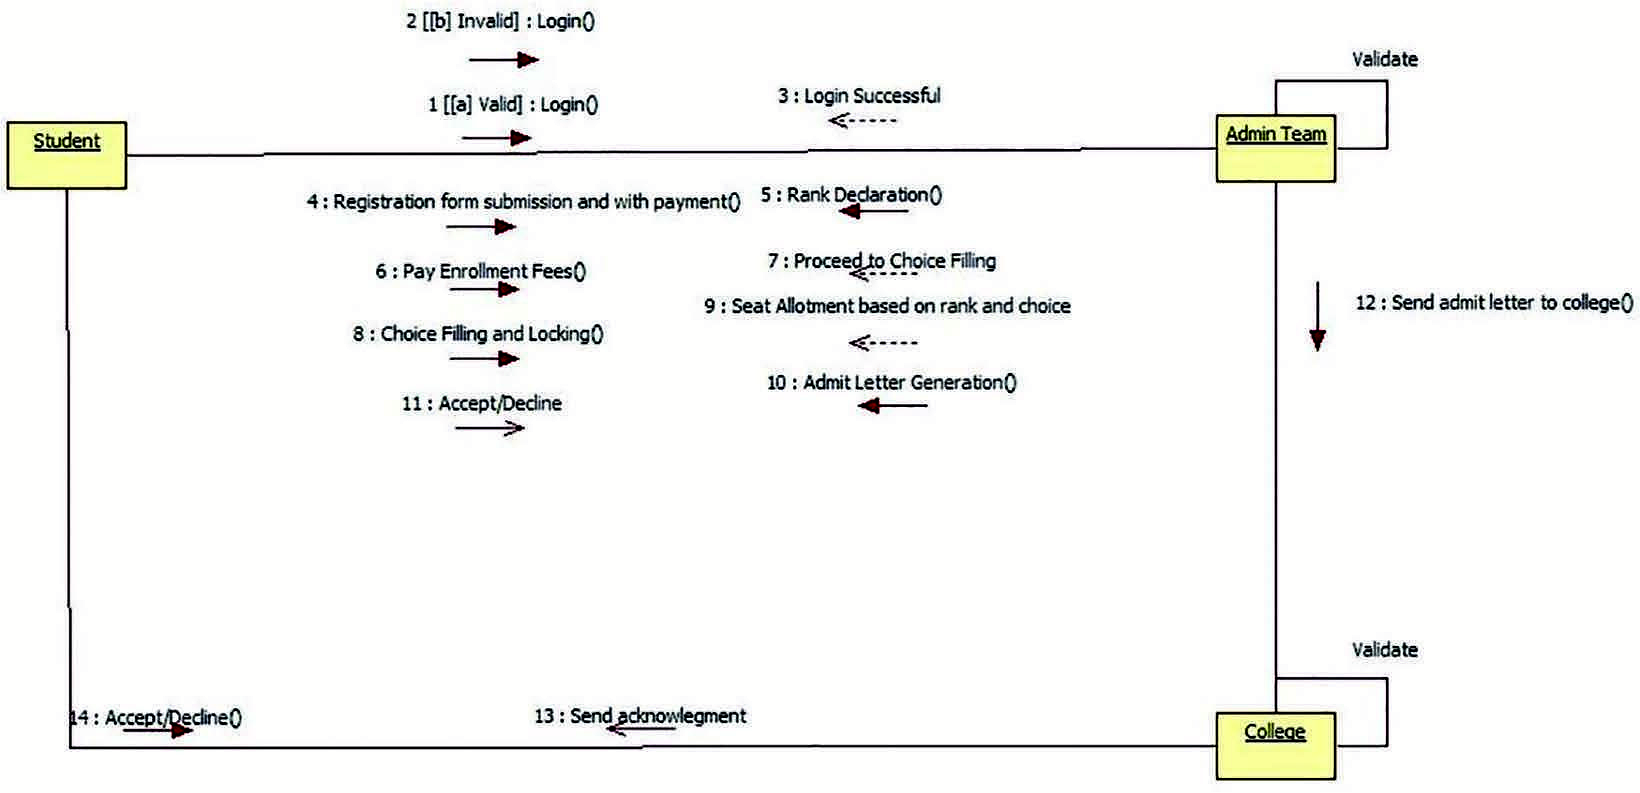 2 [[b] Invalid] : Login()
Validate
1 [[a] Valid] : Login()
3 : Login Successful
Student
Admin Team
4 : Registration form submission and with payment()
5 : Rank Declaration()
6 : Pay Enrollment Fees()
7 : Proceed to Choice Filling
9 : Seat Allotment based on rank and choice
12 : Send admit letter to college()
8 : Choice Filling and Locking()
10 : Admit Letter Generation()
11 : Accept/Decline
Validate
14 : Accept/Decline()
13 : Send acknowlegment
College